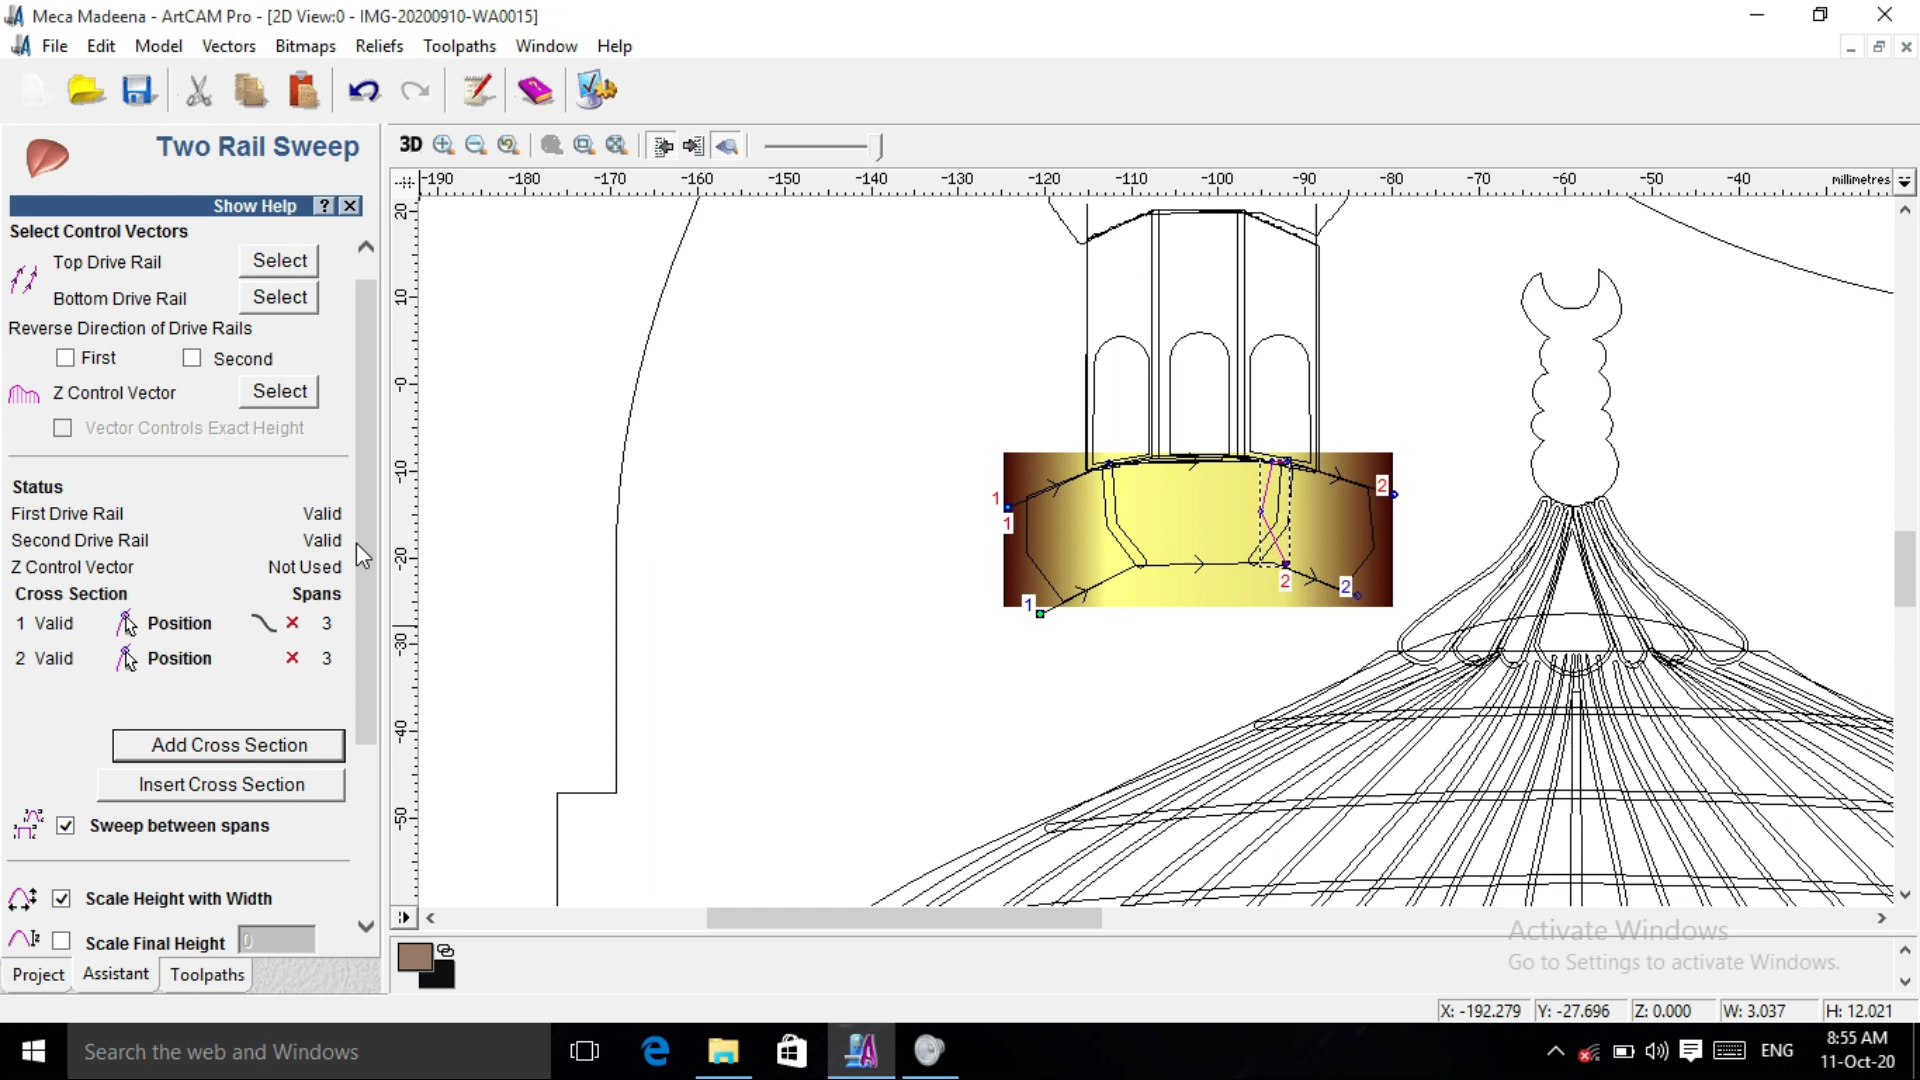 Meca Madeena - ArtCAM Pro - [2D View:0 - IMG-20200910-WA0015]
File Edit Model Vectors Bitmaps Reliefs Toolpaths Window Help
Two Rail Sweep
3D
Show Help ? X
-190 -180 -170 -160 -150 -140 -130 -120 -110 -100 -90 -80 -70 -60 -50 -40 millimetres
20
10
-0
-10
-20
-30
-40
-50
Select Control Vectors
Top Drive Rail Select
Bottom Drive Rail Select
Reverse Direction of Drive Rails
First Second
Z Control Vector Select
Vector Controls Exact Height
Status
First Drive Rail Valid
Second Drive Rail Valid
Z Control Vector Not Used
Cross Section Spans
1 Valid Position 3
2 Valid Position 3
Add Cross Section
Insert Cross Section
Sweep between spans
Scale Height with Width
Scale Final Height 0
1
1
2
1
2
2
Project Assistant Toolpaths
Activate Windows
Go to Settings to activate Windows.
X: -192.279 Y: -27.696 Z: 0.000 W: 3.037 H: 12.021
Search the web and Windows
ENG
8:55 AM
11-Oct-20